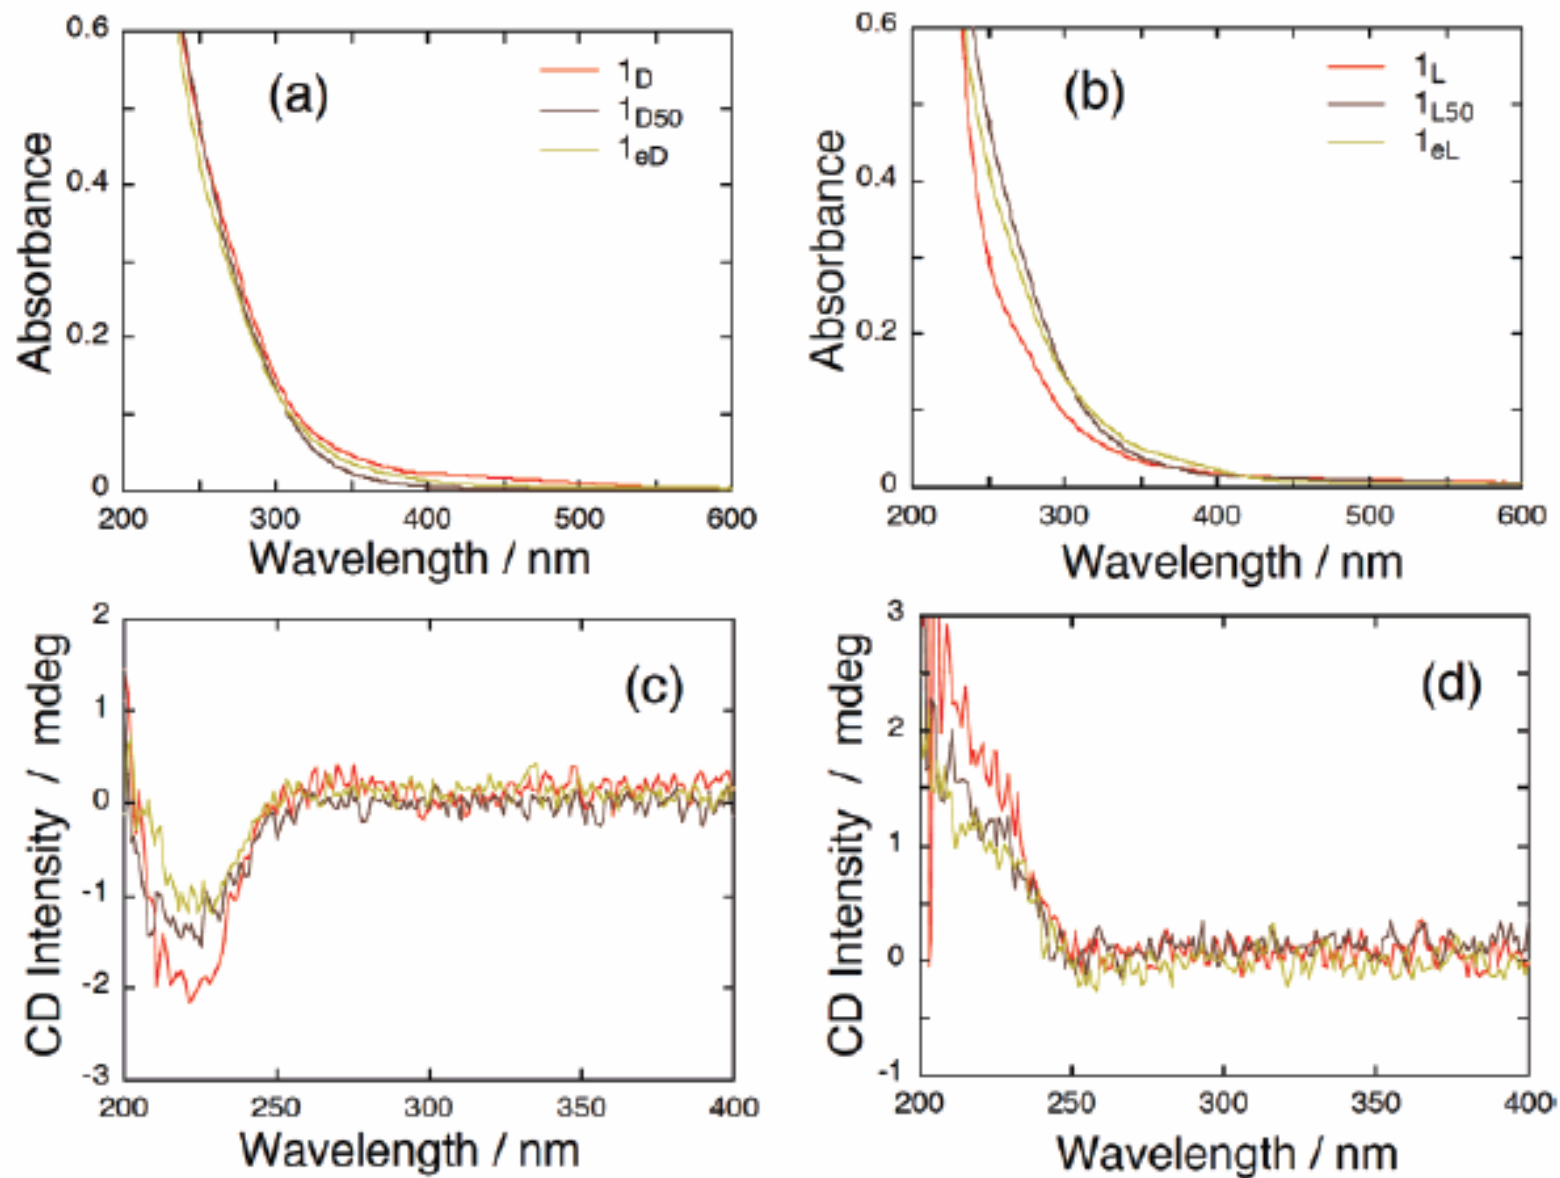 (a)
1D
1D50
1eD
0.6
0.4
0.2
0
Absorbance
200 300 400 500 600
Wavelength / nm
(b)
1L
1L50
1eL
0.6
0.4
0.2
0
Absorbance
200 300 400 500 600
Wavelength / nm
(c)
2
1
0
-1
-2
-3
CD Intensity / mdeg
200 250 300 350 400
Wavelength / nm
(d)
3
2
1
0
-1
CD Intensity / mdeg
200 250 300 350 400
Wavelength / nm